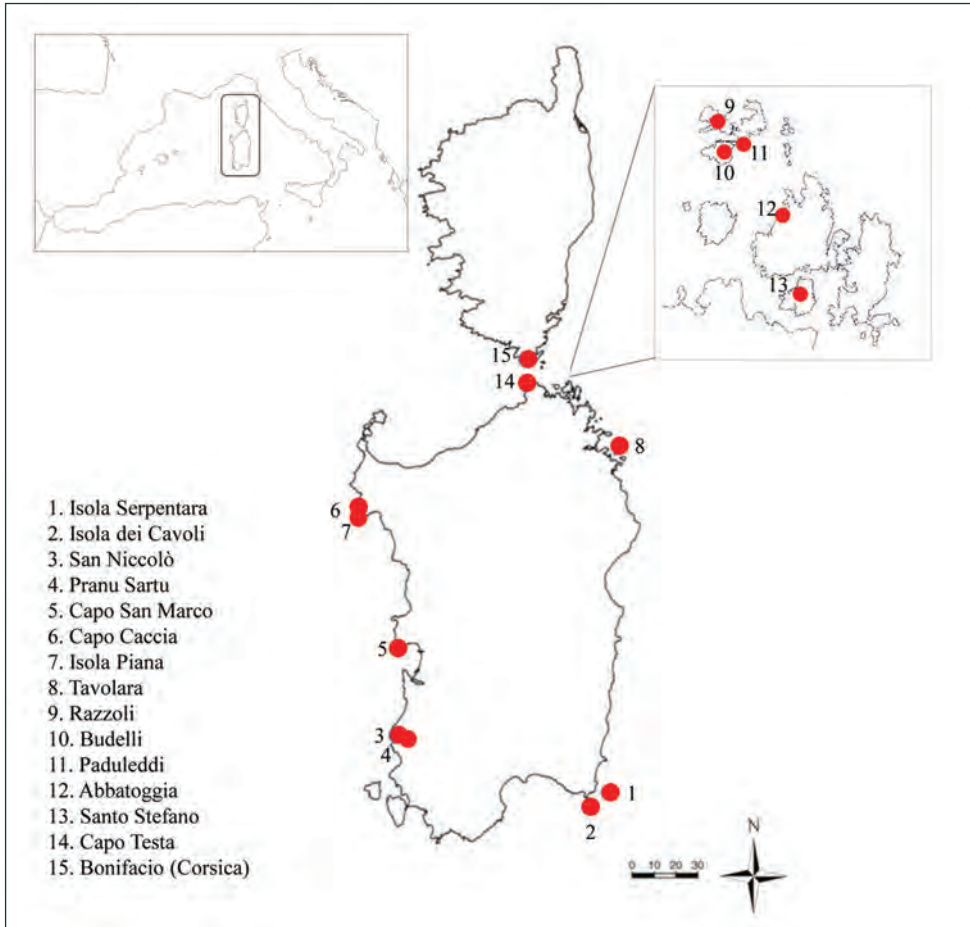 9
11
10
12
13
15
14
8
6
7
5
3
4
1
2
1. Isola Serpentara
2. Isola dei Cavoli
3. San Niccolò
4. Pranu Sartu
5. Capo San Marco
6. Capo Caccia
7. Isola Piana
8. Tavolara
9. Razzoli
10. Budelli
11. Paduleddi
12. Abbatoggia
13. Santo Stefano
14. Capo Testa
15. Bonifacio (Corsica)
N
0 10 20 30